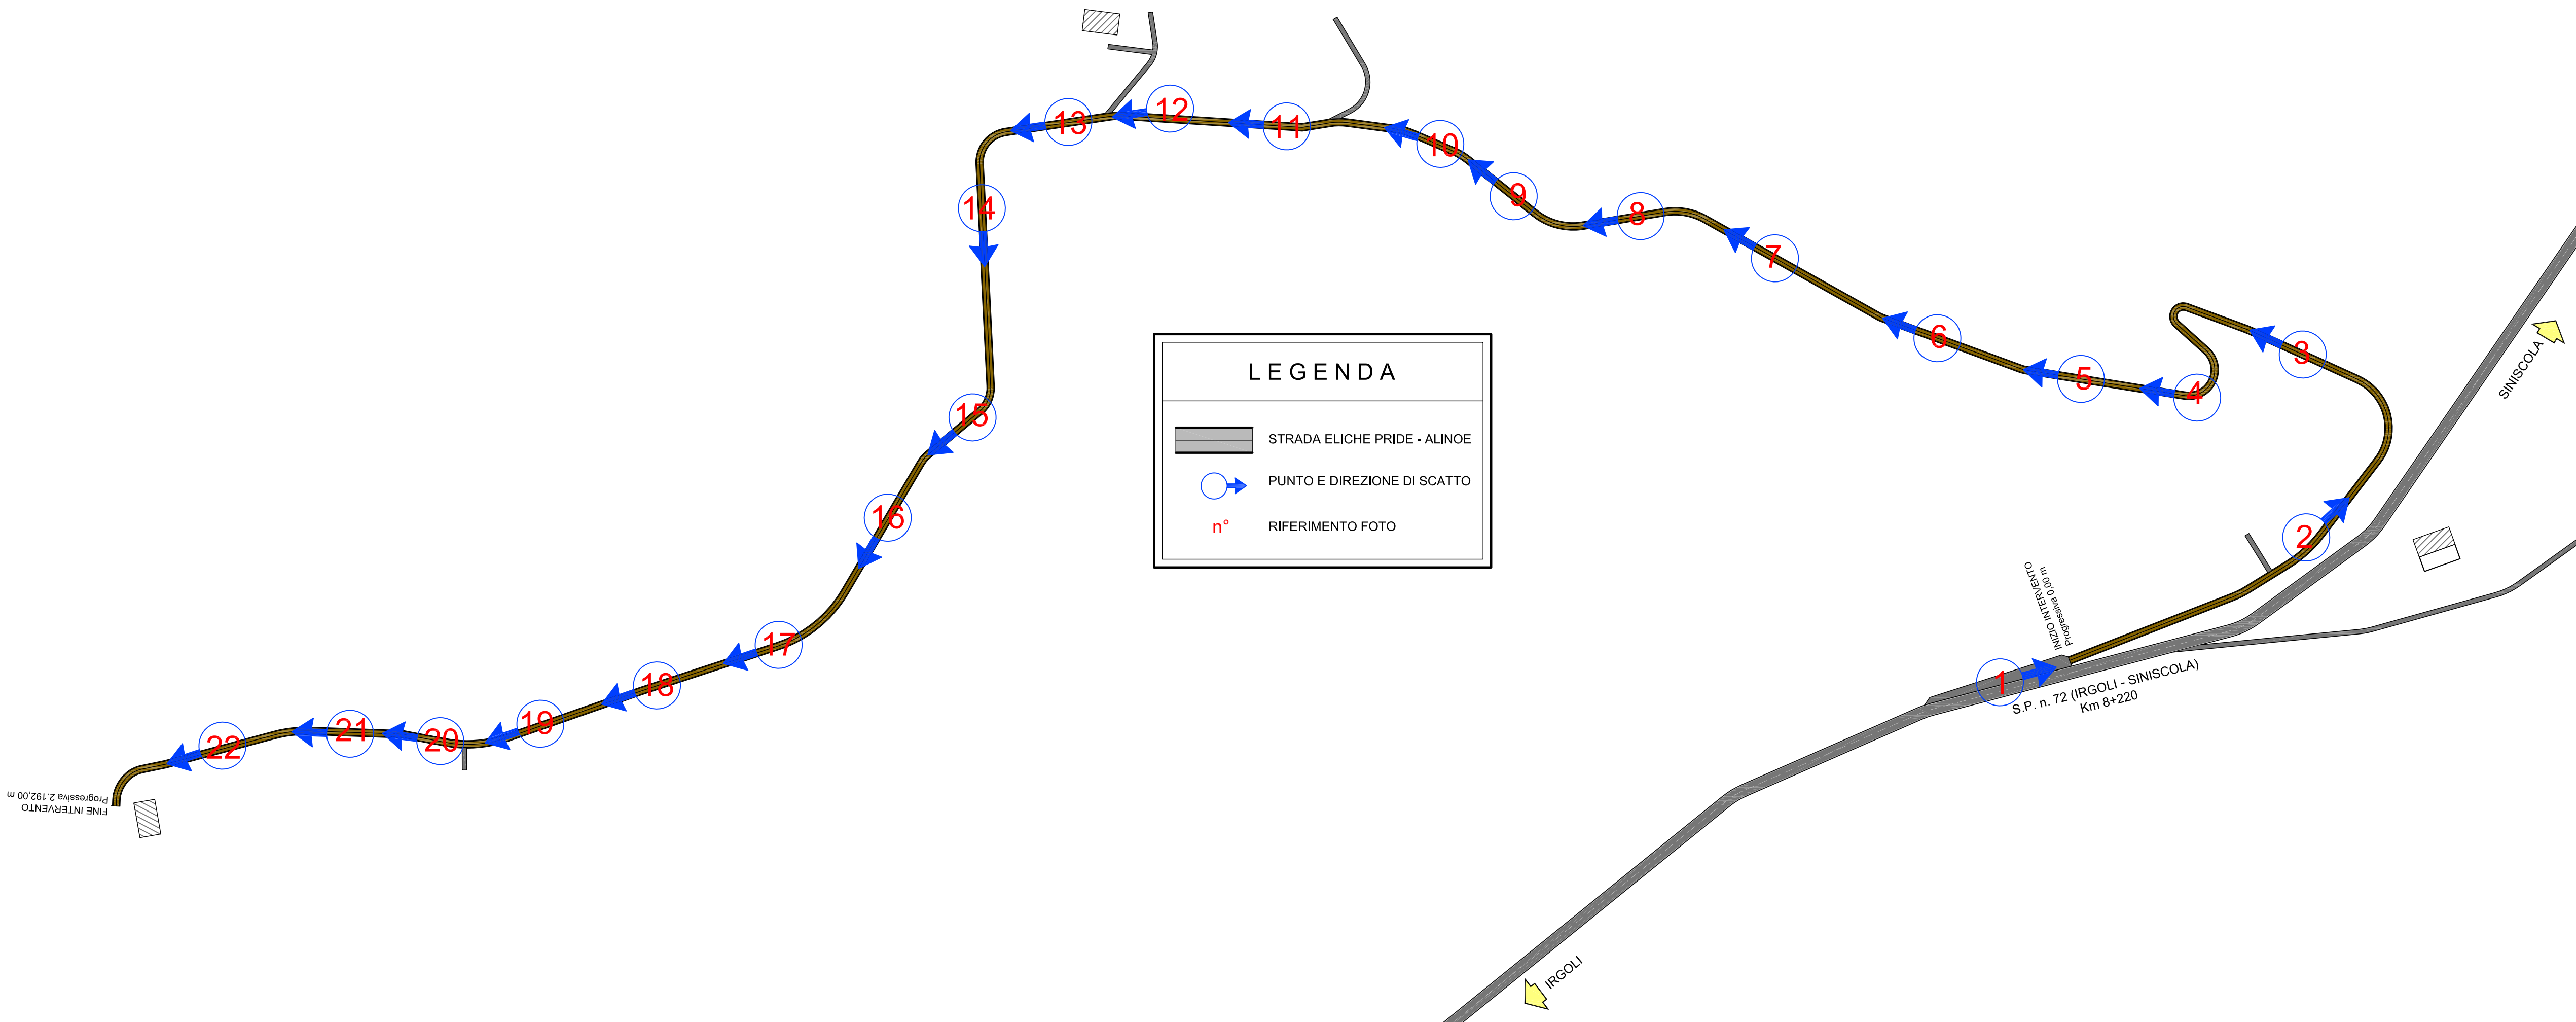 12
13
11
10
14
9
8
7
3
SINISCOLA
6
5
4
LEGENDA
STRADA ELICHE PRIDE - ALINOE
PUNTO E DIREZIONE DI SCATTO
n° RIFERIMENTO FOTO
15
16
2
INIZIO INTERVENTO
Progressiva 0,00 m
17
18
1
S.P. n. 72 (IRGOLI - SINISCOLA)
Km 8+220
19
20
21
22
FINE INTERVENTO
Progressiva 2.192,00 m
IRGOLI